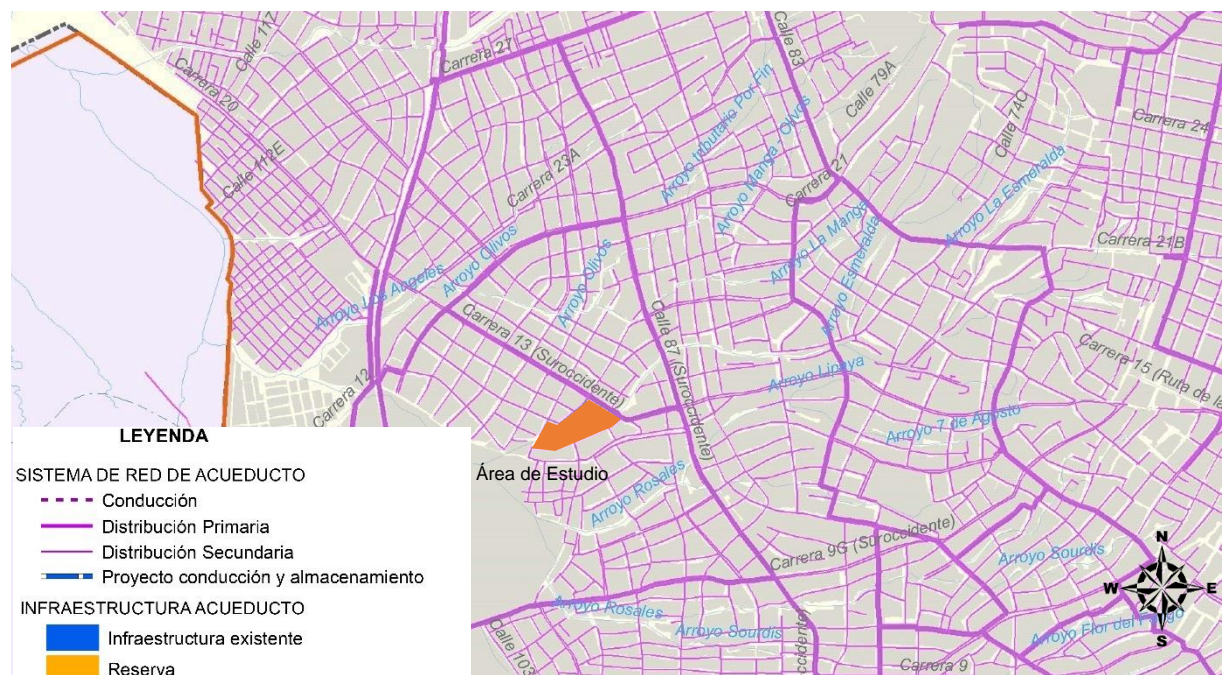 Calle 117
Carrera 27
Calle 83
Calle 79A
Calle 74C
Carrera 20
Carrera 24
Calle 112E
Carrera 23A
Arroyo tributario Por Fin
Arroyo Manga - Olivos
Carrera 21
Arroyo La Esmeralda
Arroyo Olivos
Arroyo Olivos
Arroyo La Manga
Arroyo Esmeralda
Carrera 21B
Arroyo Los Angeles
Carrera 13 (Suroccidente)
Calle 87 (Suroccidente)
Carrera 15 (Ruta de la
Carrera 12
Arroyo Lipaya
Arroyo 7 de Agosto
Área de Estudio
Arroyo Rosales
Carrera 9G (Suroccidente)
Arroyo Sourdis
Arroyo Rosales
Arroyo Sourdis
Calle 103
ccidente)
Carrera 9
N
W
E
S
LEYENDA
SISTEMA DE RED DE ACUEDUCTO
Conducción
Distribución Primaria
Distribución Secundaria
Proyecto conducción y almacenamiento
INFRAESTRUCTURA ACUEDUCTO
Infraestructura existente
Reserva
Arroyo Flor del